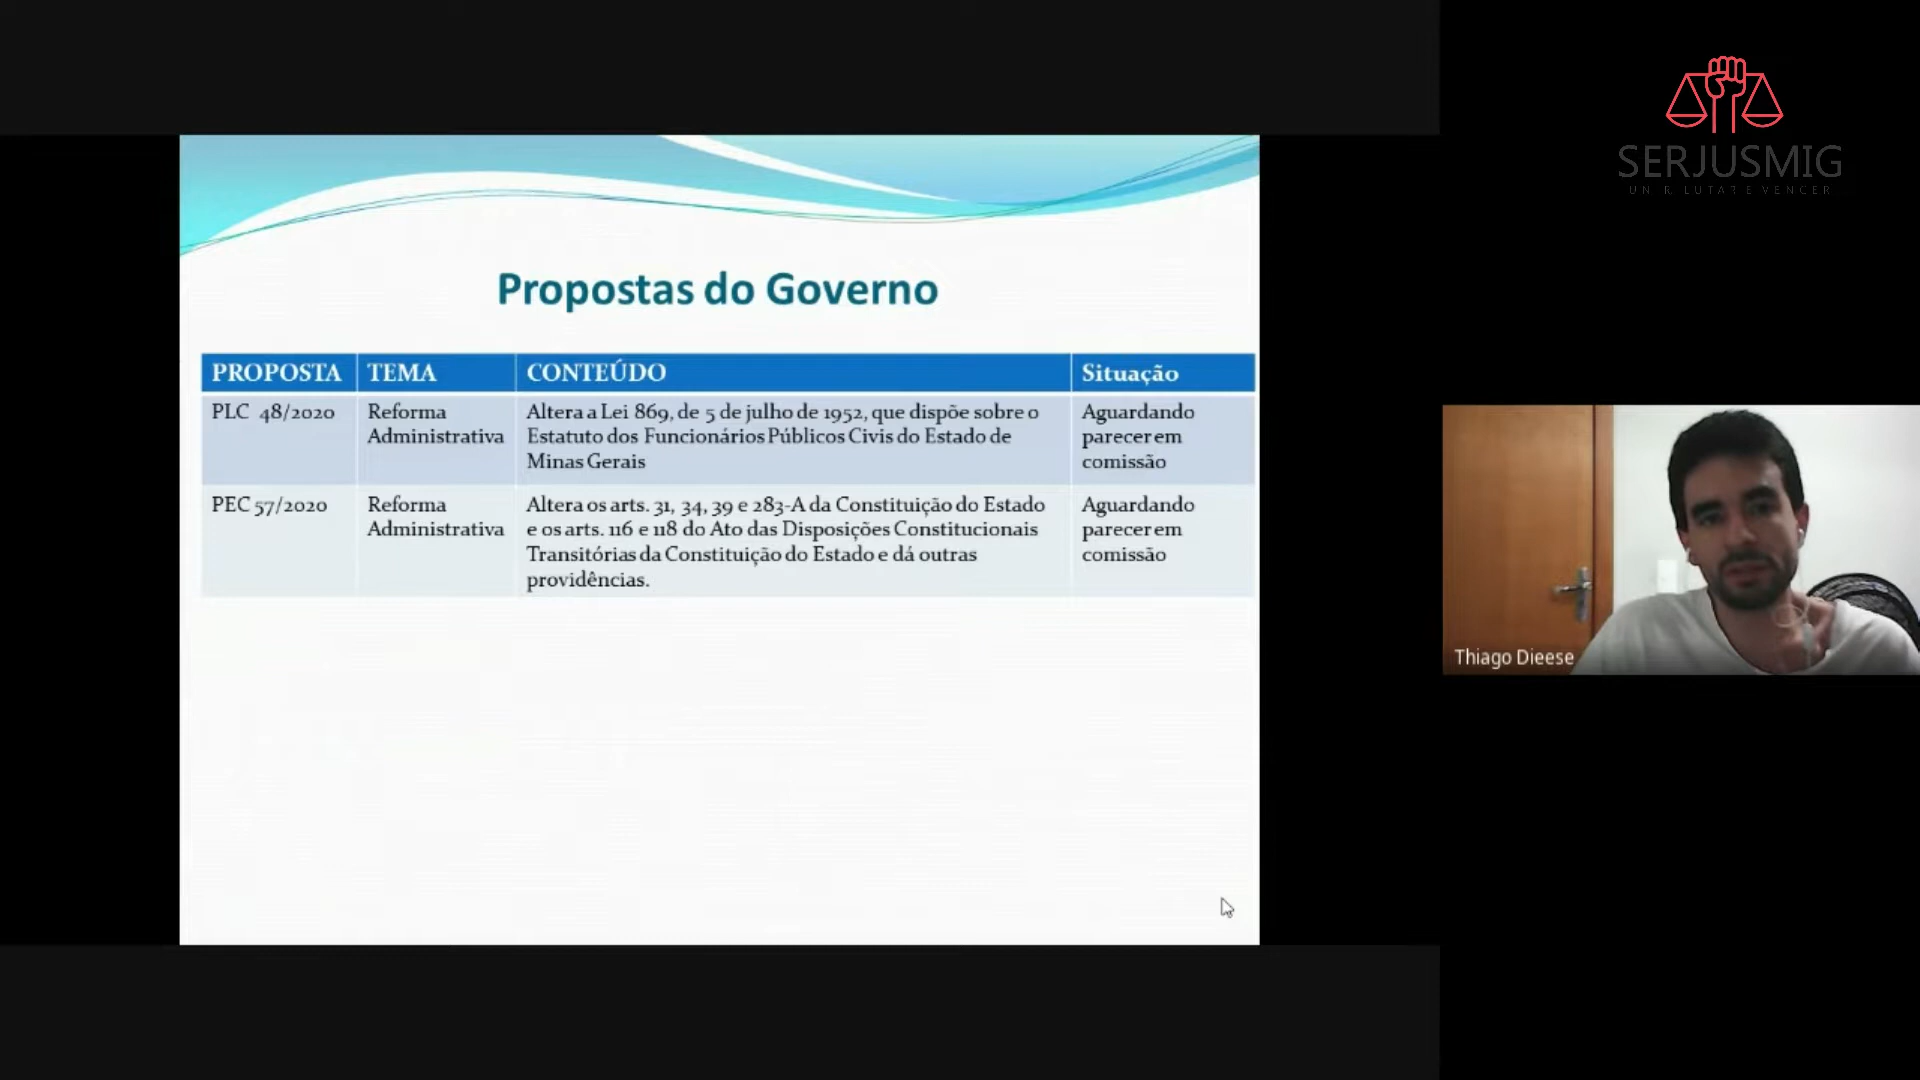 SERJUSMIG
UNIR, LUTAR E VENCER
Propostas do Governo
PROPOSTA TEMA CONTEÚDO Situação
PLC 48/2020
Reforma
Administrativa
Altera a Lei 869, de 5 de julho de 1952, que dispõe sobre o
Estatuto dos Funcionários Públicos Civis do Estado de
Minas Gerais
Aguardando
parecer em
comissão
PEC 57/2020
Reforma
Administrativa
Altera os arts. 31, 34, 39 e 283-A da Constituição do Estado
e os arts. 116 e 118 do Ato das Disposições Constitucionais
Transitórias da Constituição do Estado e dá outras
providências.
Aguardando
parecer em
comissão
Thiago Dieese